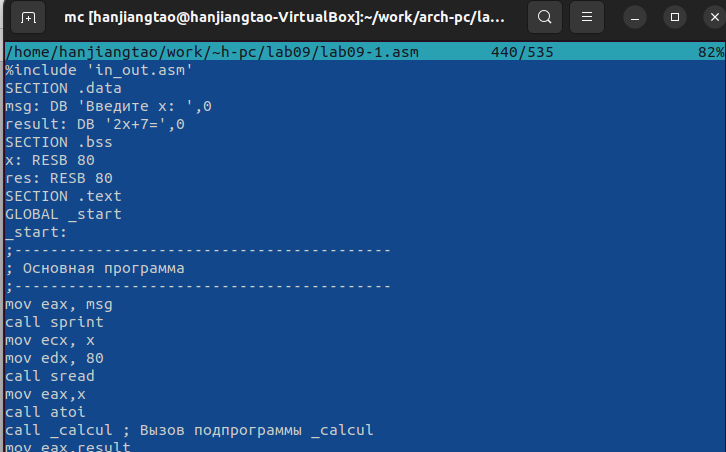 mc [hanjiangtao@hanjiangtao-VirtualBox]:~/work/arch-pc/la...
/home/hanjiangtao/work/~h-pc/lab09/lab09-1.asm 440/535 82%
%include 'in_out.asm'
SECTION .data
msg: DB 'Введите x: ',0
result: DB '2x+7=',0
SECTION .bss
x: RESB 80
res: RESB 80
SECTION .text
GLOBAL _start
_start:
;------------------------------------------
; Основная программа
;------------------------------------------
mov eax, msg
call sprint
mov ecx, x
mov edx, 80
call sread
mov eax,x
call atoi
call _calcul ; Вызов подпрограммы _calcul
mov eax,result